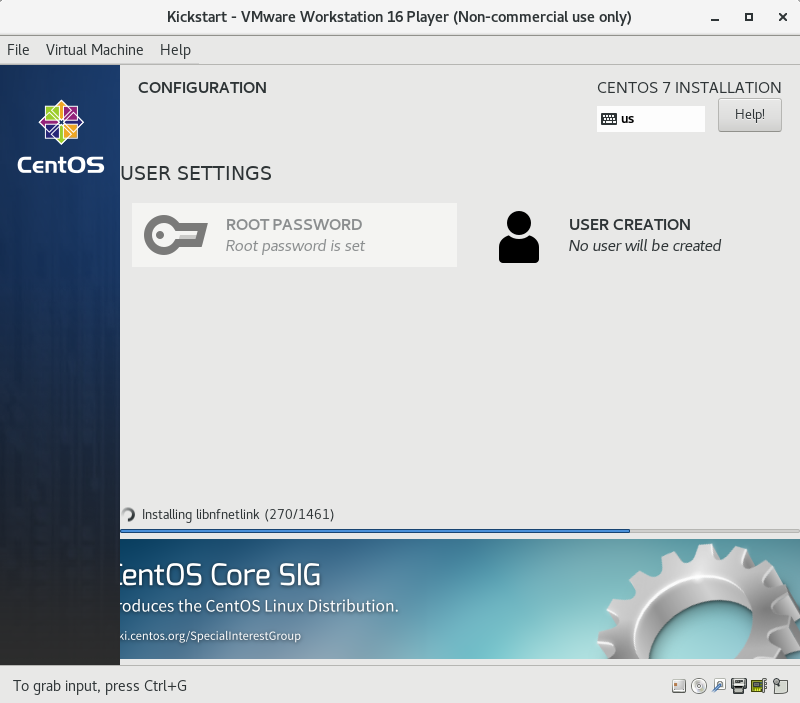 Kickstart - VMware Workstation 16 Player (Non-commercial use only)
File Virtual Machine Help
CONFIGURATION
CENTOS 7 INSTALLATION
us
Help!
CentOS
USER SETTINGS
ROOT PASSWORD
Root password is set
USER CREATION
No user will be created
Installing libnfnetlink (270/1461)
CentOS Core SIG
roduces the CentOS Linux Distribution.
ki.centos.org/SpecialInterestGroup
To grab input, press Ctrl+G